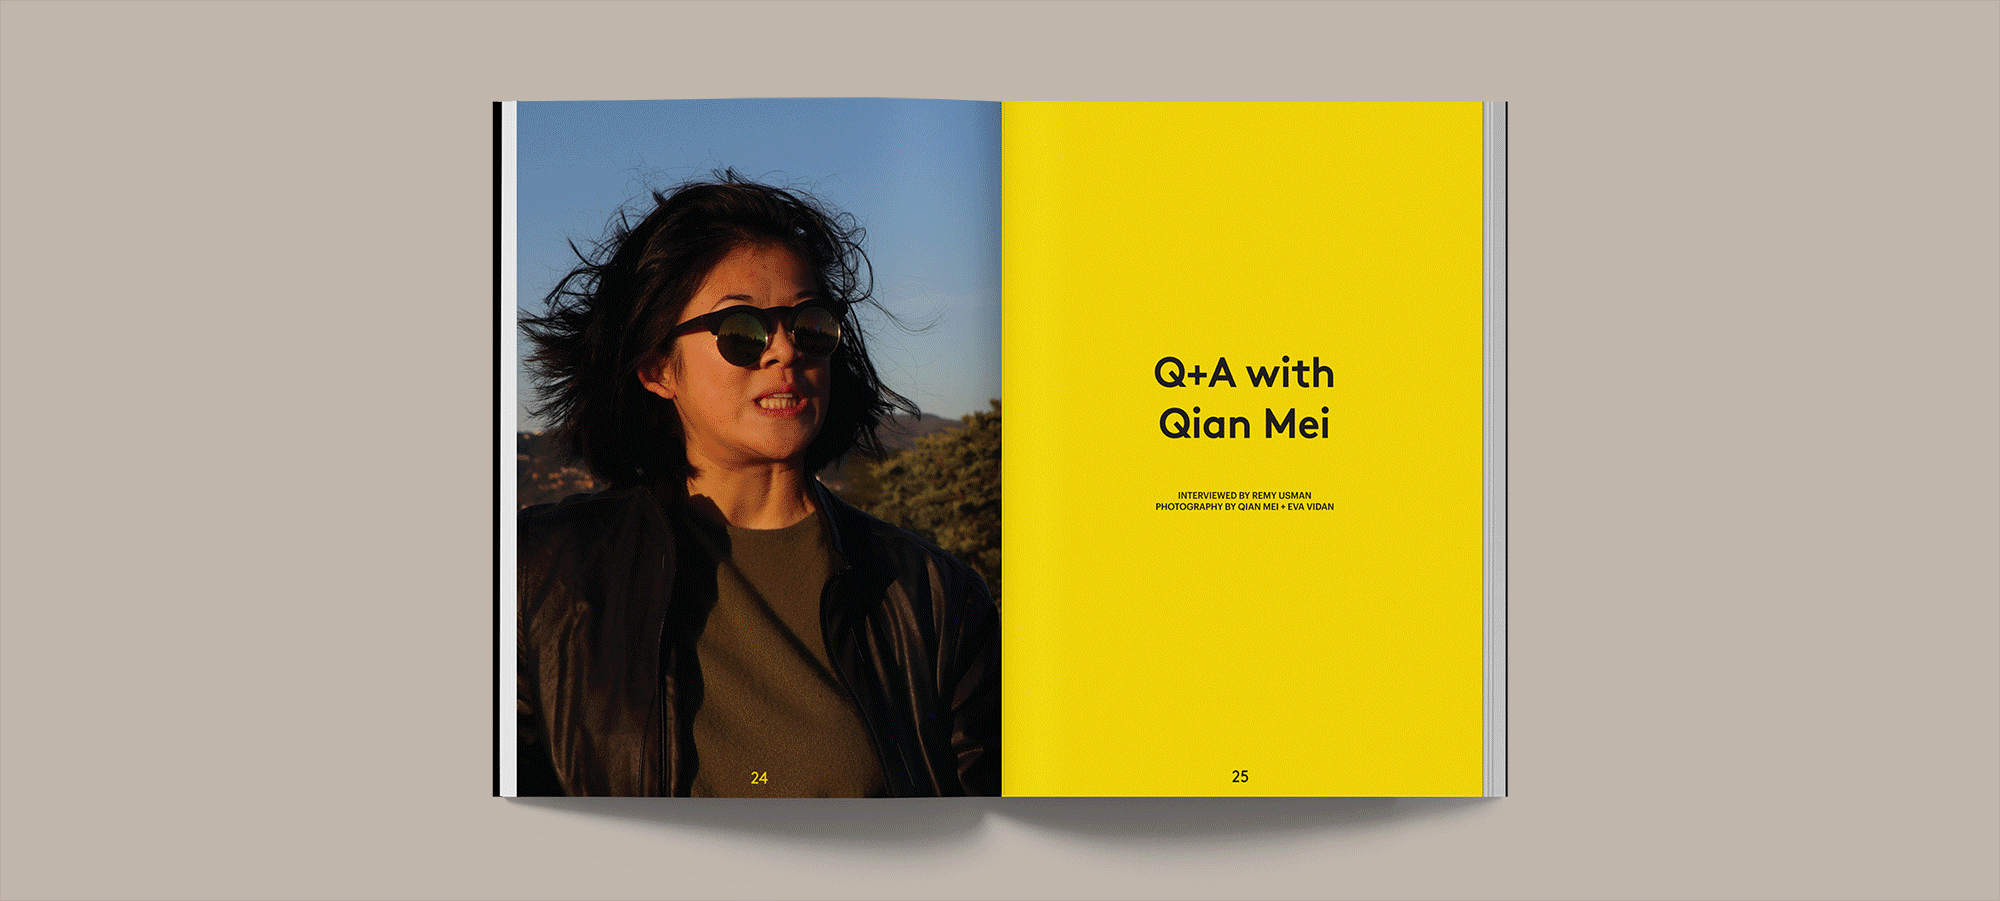 24
Q+A with
Qian Mei
INTERVIEWED BY REMY USMAN
PHOTOGRAPHY BY QIAN MEI + EVA VIDAN
25